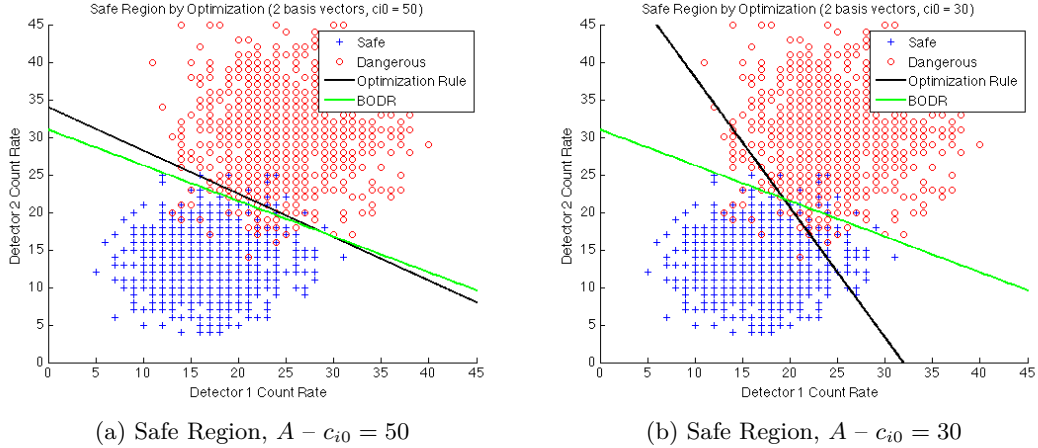 Safe Region by Optimization (2 basis vectors, ci0 = 50)
45
40
35
30
25
20
15
10
5
0
Detector 2 Count Rate
Safe
Dangerous
Optimization Rule
BODR
0 5 10 15 20 25 30 35 40 45
Detector 1 Count Rate
(a) Safe Region, A – c_{i0} = 50
Safe Region by Optimization (2 basis vectors, ci0 = 30)
45
40
35
30
25
20
15
10
5
0
Detector 2 Count Rate
Safe
Dangerous
Optimization Rule
BODR
0 5 10 15 20 25 30 35 40 45
Detector 1 Count Rate
(b) Safe Region, A – c_{i0} = 30